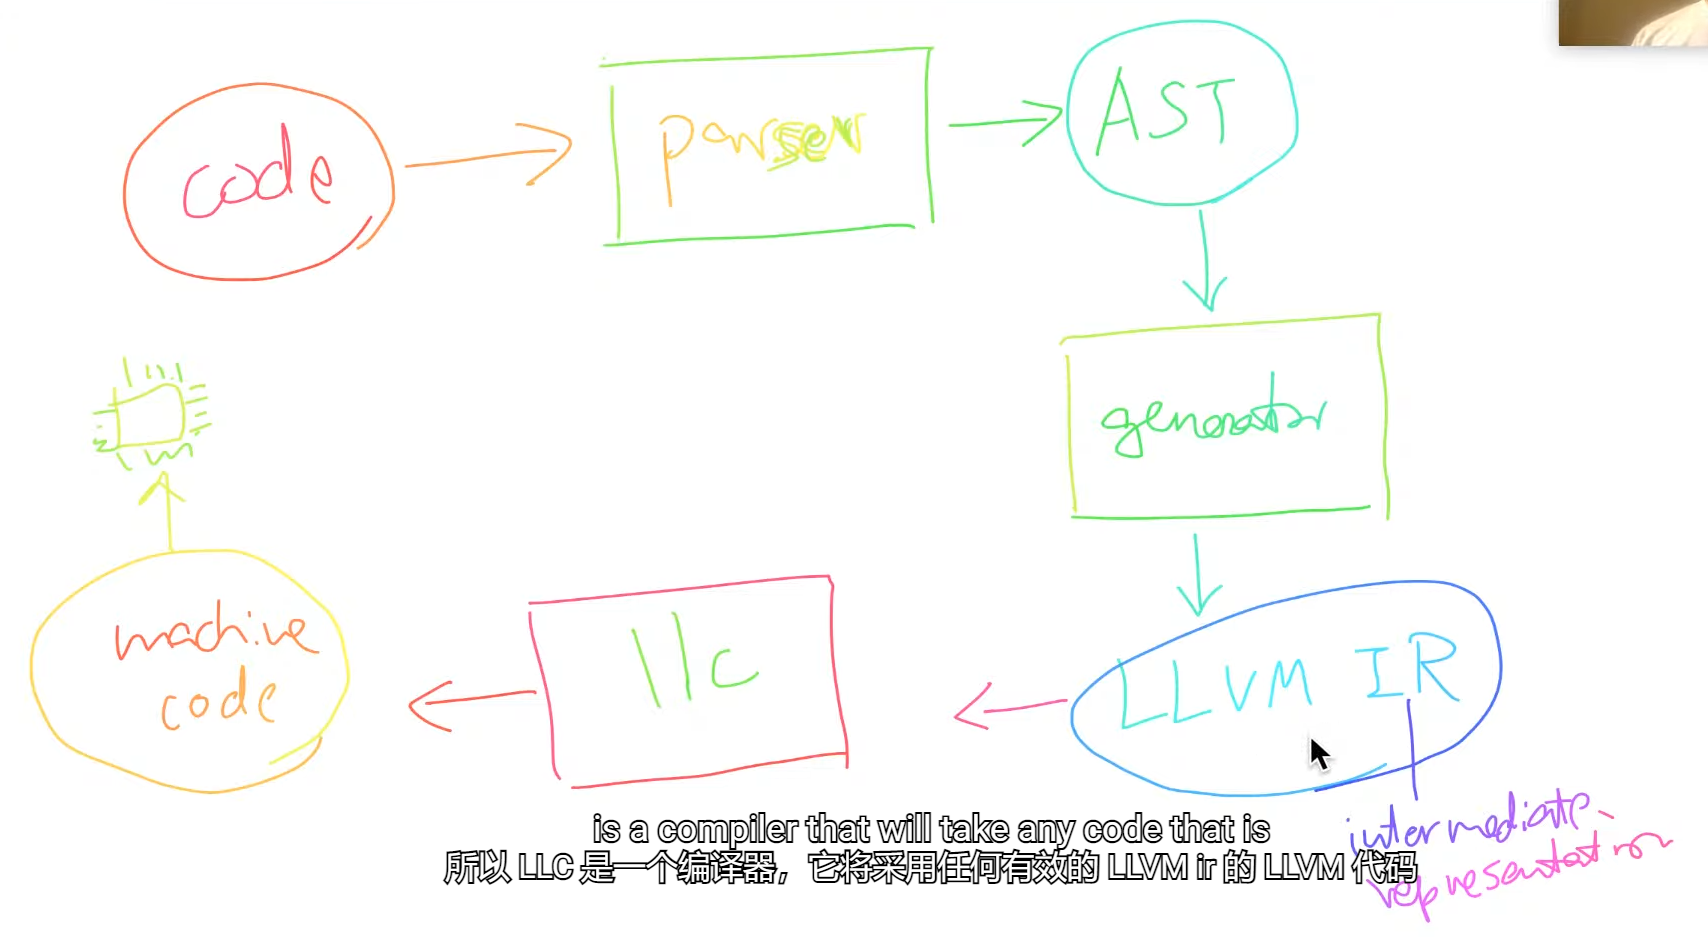 code
parser
AST
generator
LLVM IR
intermediate
representation
llc
machine
code
is a compiler that will take any code that is
所以 LLC 是一个编译器，它将采用任何有效的 LLVM ir 的 LLVM 代码